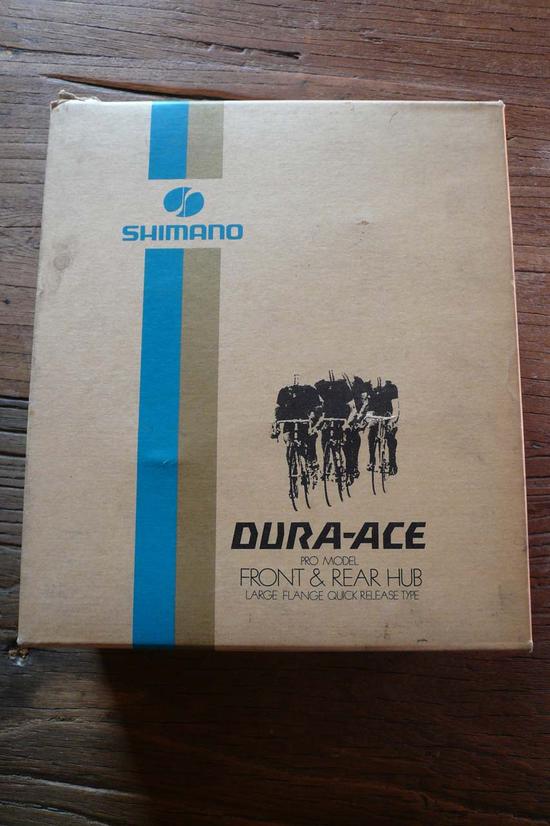 SHIMANO
DURA-ACE
PRO MODEL
FRONT & REAR HUB
LARGE FLANGE QUICK RELEASE TYPE